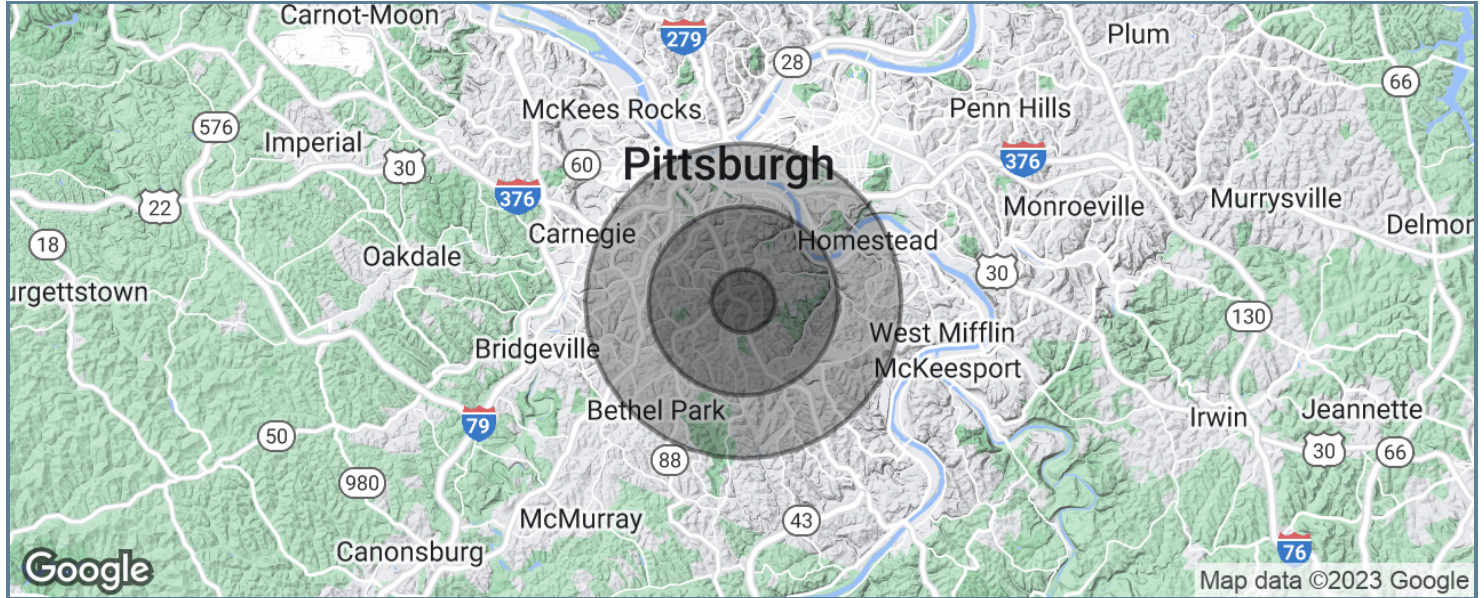 Carnot-Moon
279
28
Plum
66
McKees Rocks
Penn Hills
576
Imperial
30
60
Pittsburgh
376
376
22
Monroeville
Murrysville
18
Carnegie
Homestead
Delmor
Oakdale
30
urgettstown
130
West Mifflin
Bridgeville
McKeesport
Bethel Park
Irwin
Jeannette
79
50
30
66
88
980
McMurray
43
Canonsburg
76
Google
Map data ©2023 Google